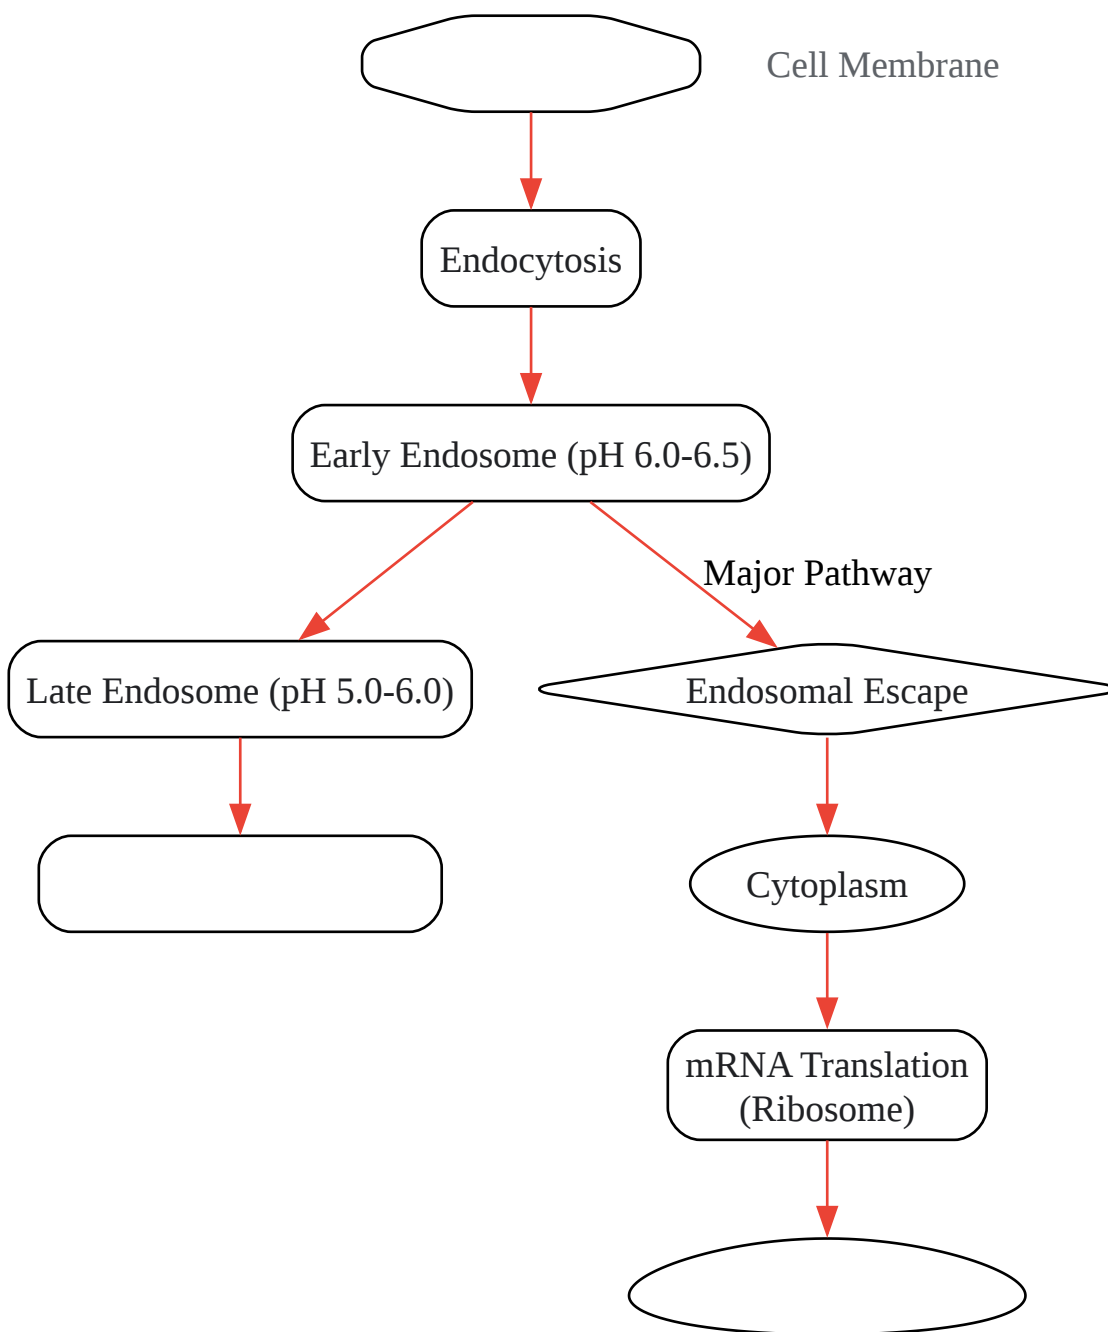 Cell Membrane
Endocytosis
Early Endosome (pH 6.0-6.5)
Major Pathway
Late Endosome (pH 5.0-6.0)
Endosomal Escape
Cytoplasm
mRNA Translation
(Ribosome)